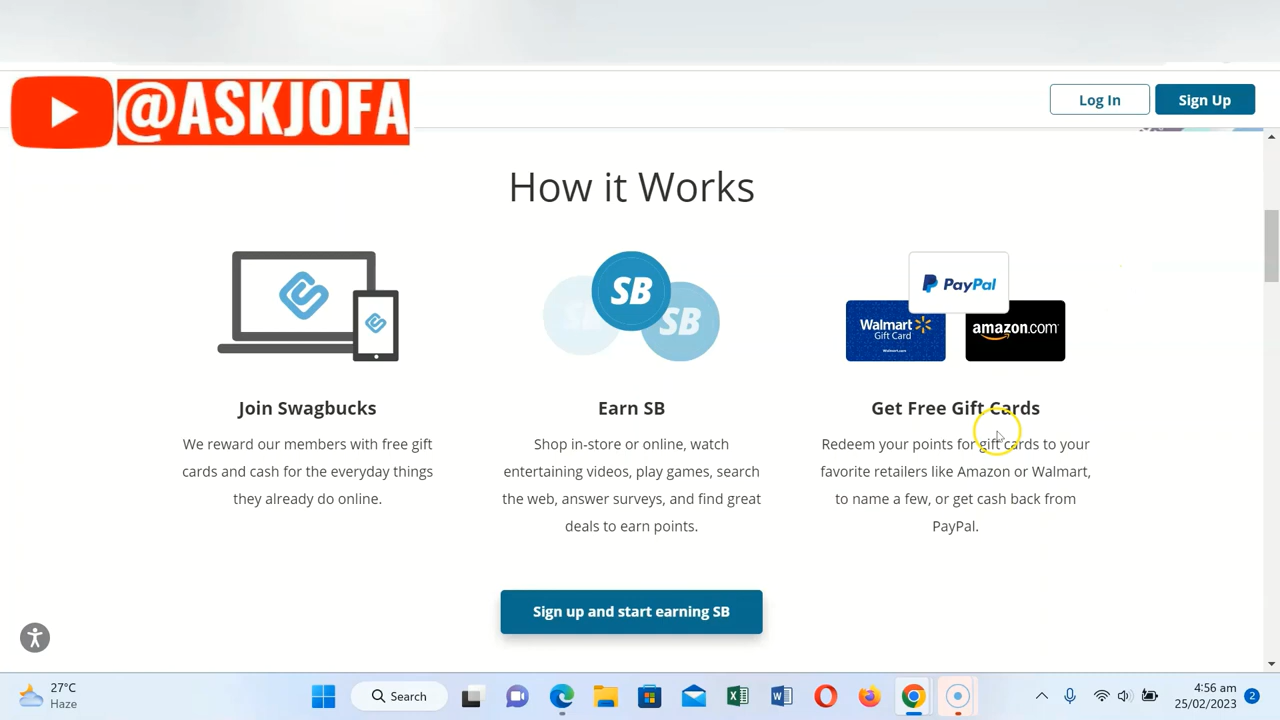 @ASKJOFA
Log In
Sign Up
How it Works
SB
SB
SB
PayPal
Walmart
Gift Card
amazon.com
Join Swagbucks
We reward our members with free gift
cards and cash for the everyday things
they already do online.
Earn SB
Shop in-store or online, watch
entertaining videos, play games, search
the web, answer surveys, and find great
deals to earn points.
Get Free Gift Cards
Redeem your points for gift cards to your
favorite retailers like Amazon or Walmart,
to name a few, or get cash back from
PayPal.
Sign up and start earning SB
27°C
Haze
Search
4:56 am
25/02/2023
2